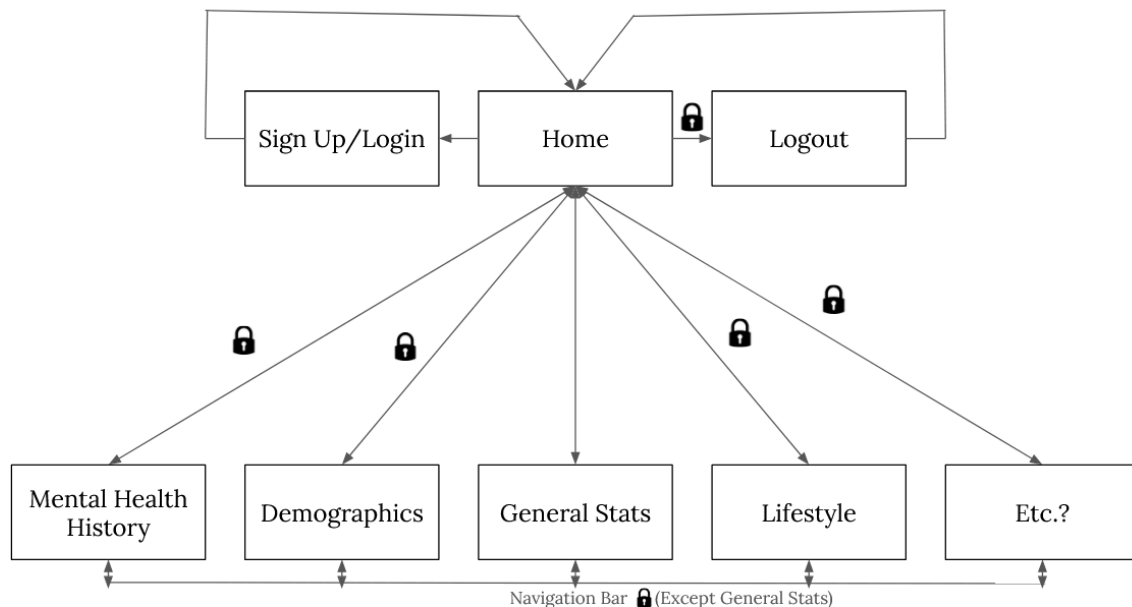 Sign Up/Login
Home
Logout
Mental Health
History
Demographics
General Stats
Lifestyle
Etc.?
Navigation Bar (Except General Stats)